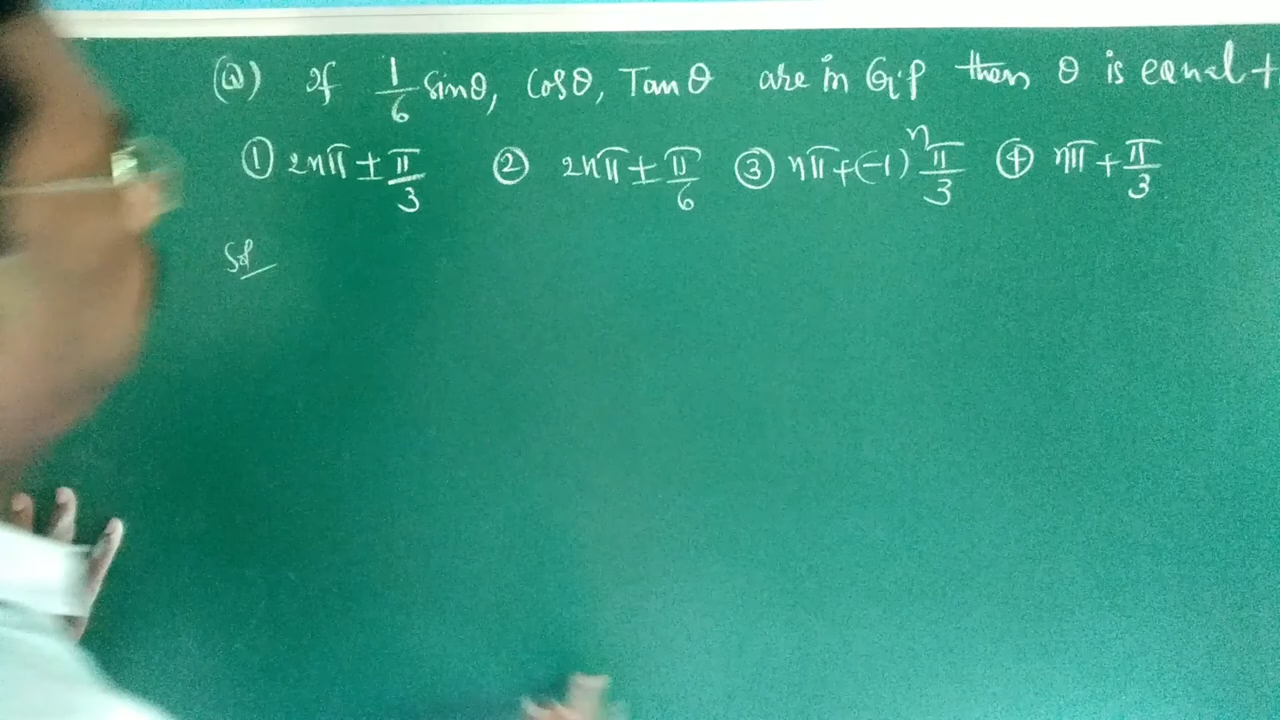 (Q) If 1/6 sinθ, cosθ, Tanθ are in G.P then θ is equal t
① 2nπ ± π/3 ② 2nπ ± π/6 ③ nπ + (-1)ⁿ π/3 ④ nπ + π/3
Sol